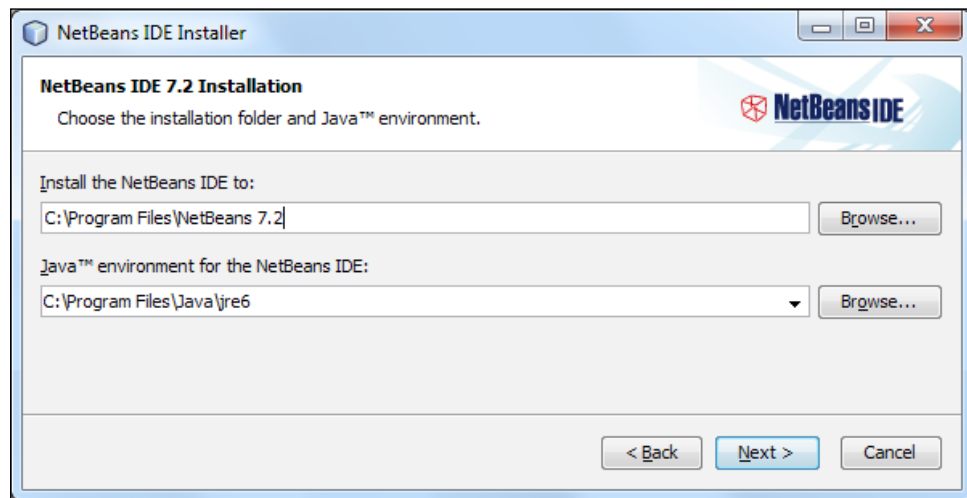 NetBeans IDE Installer
NetBeans IDE 7.2 Installation
Choose the installation folder and Java™ environment.
NetBeans IDE
Install the NetBeans IDE to:
C:\Program Files\NetBeans 7.2
Browse...
Java™ environment for the NetBeans IDE:
C:\Program Files\Java\jre6
Browse...
< Back
Next >
Cancel